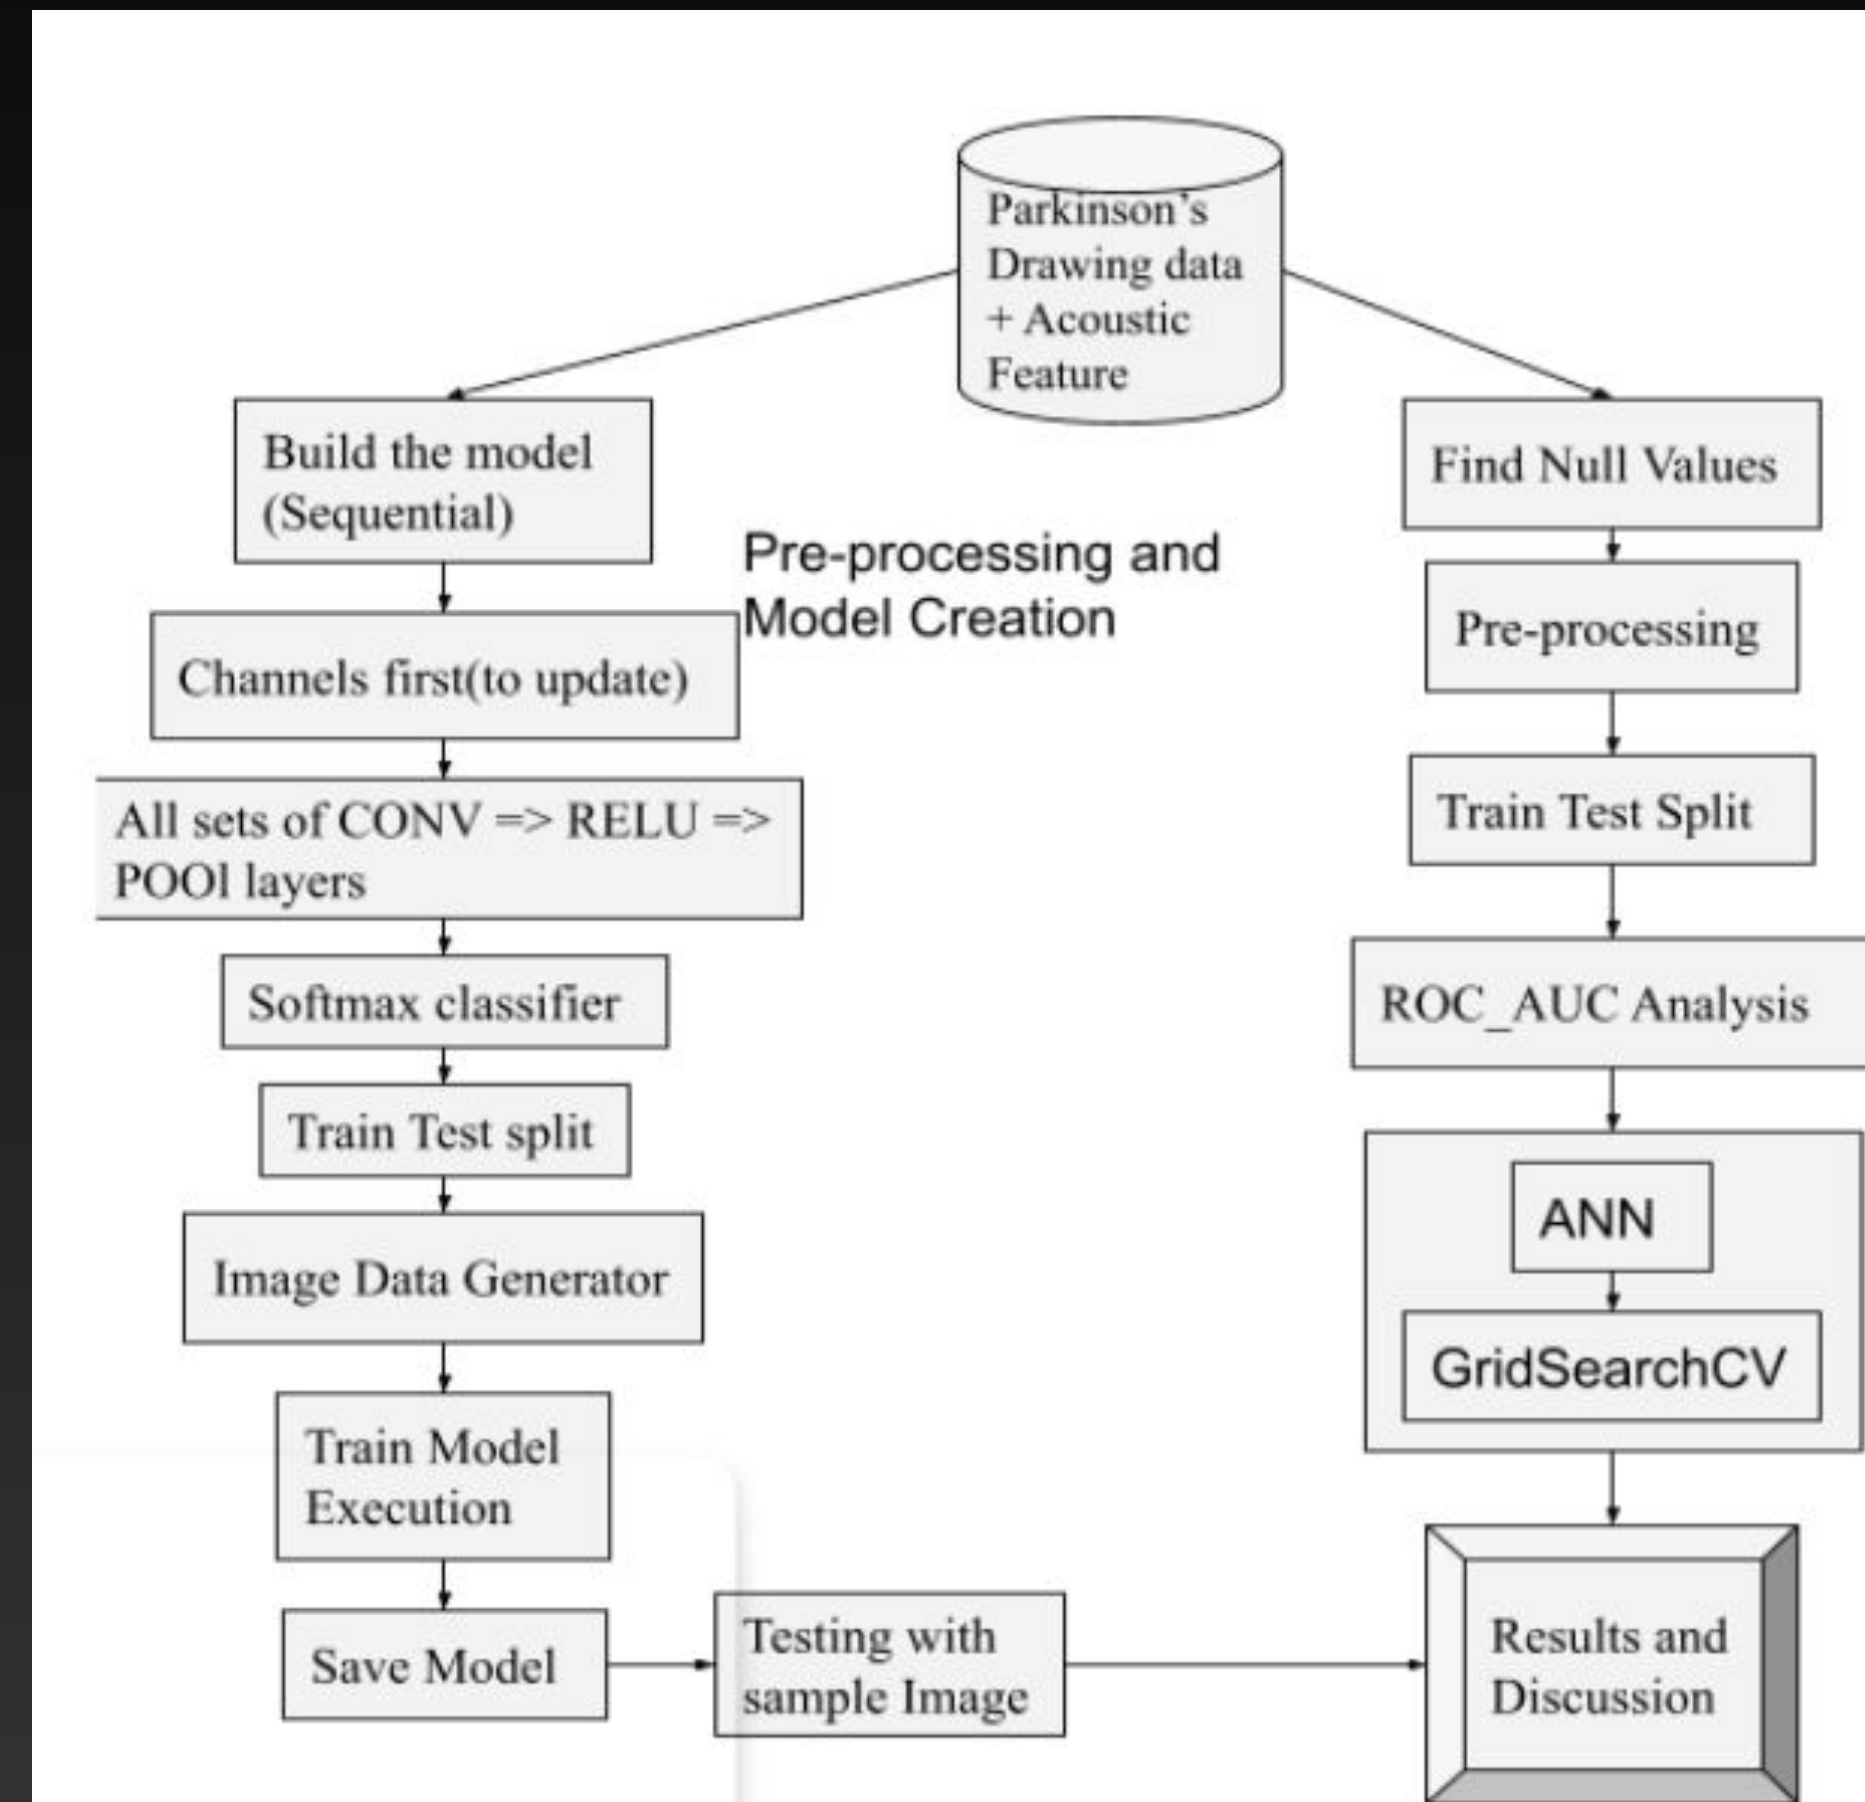 Parkinson's
Drawing data
+ Acoustic
Feature
Build the model
(Sequential)
Channels first(to update)
All sets of CONV => RELU =>
POOl layers
Softmax classifier
Train Test split
Image Data Generator
Train Model
Execution
Save Model
Testing with
sample Image
Pre-processing and
Model Creation
Find Null Values
Pre-processing
Train Test Split
ROC_AUC Analysis
ANN
GridSearchCV
Results and
Discussion